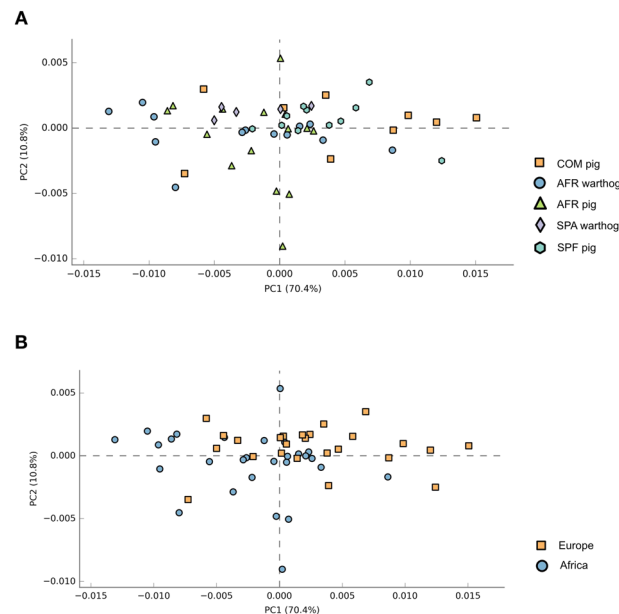 A
0.005
0.000
−0.005
−0.010
PC2 (10.8%)
−0.015 −0.010 −0.005 0.000 0.005 0.010 0.015
PC1 (70.4%)
COM pig
AFR warthog
AFR pig
SPA warthog
SPF pig
B
0.005
0.000
−0.005
−0.010
PC2 (10.8%)
−0.015 −0.010 −0.005 0.000 0.005 0.010 0.015
PC1 (70.4%)
Europe
Africa